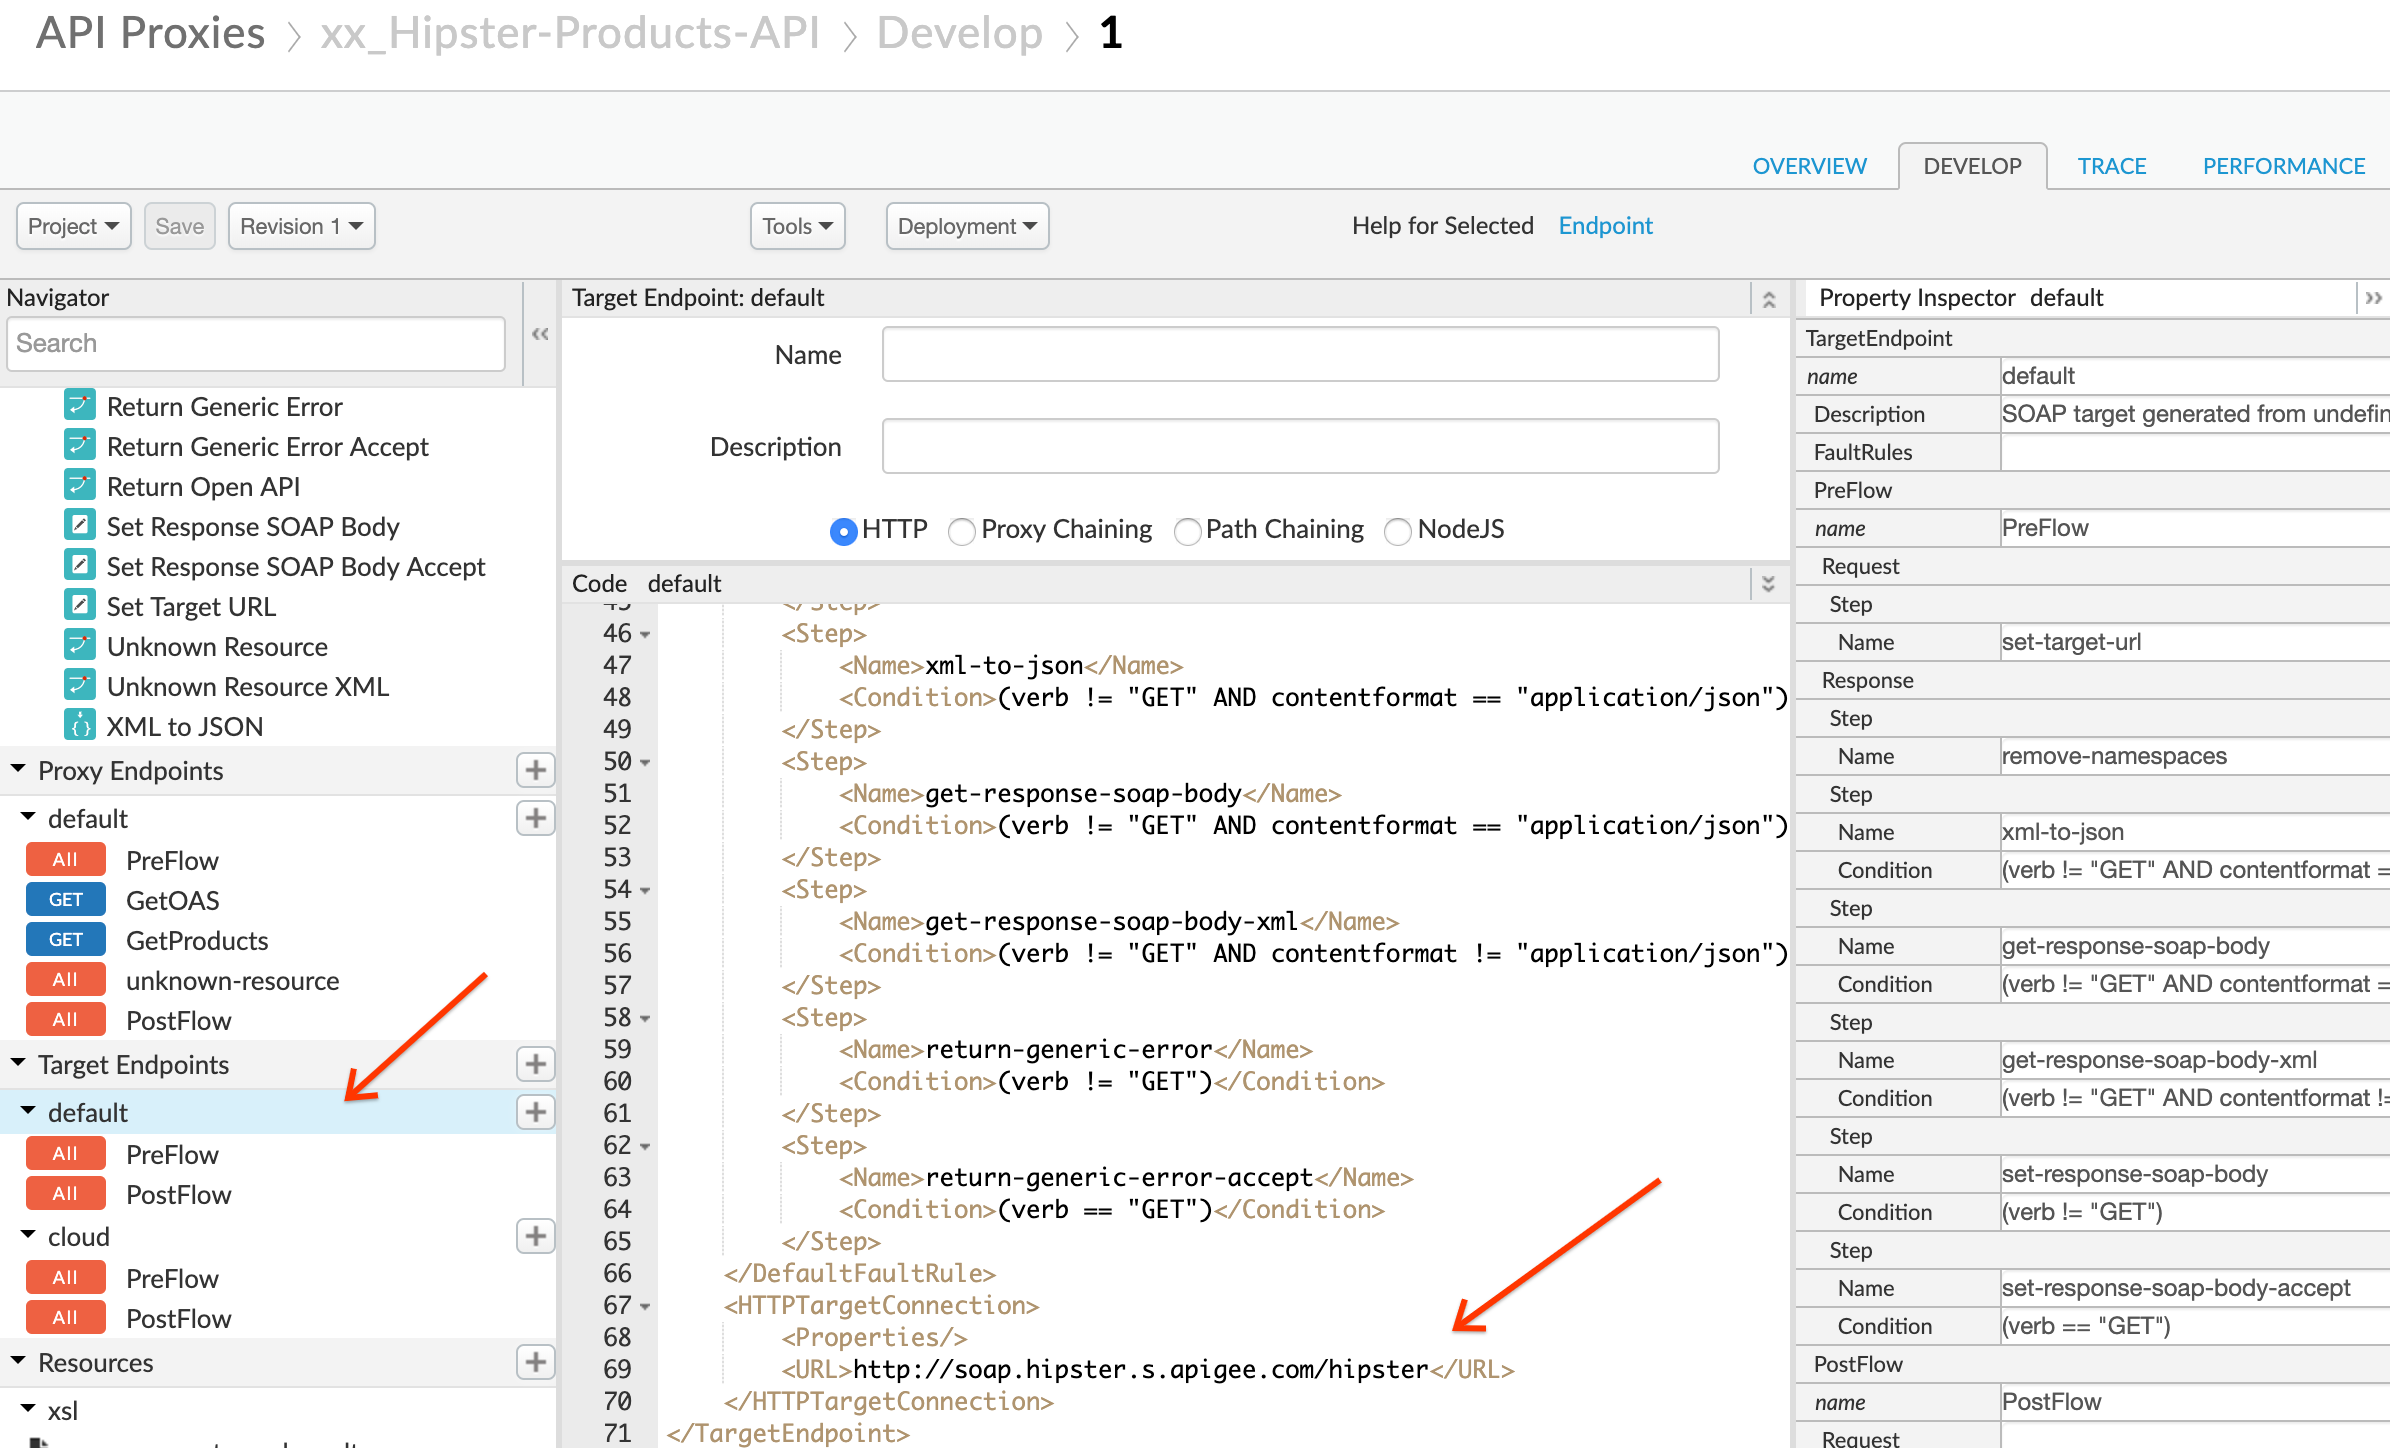 API Proxies > xx_Hipster-Products-API > Develop > 1
OVERVIEW DEVELOP TRACE PERFORMANCE
Project Save Revision 1 Tools Deployment Help for Selected Endpoint
Navigator
Search
Return Generic Error
Return Generic Error Accept
Return Open API
Set Response SOAP Body
Set Response SOAP Body Accept
Set Target URL
Unknown Resource
Unknown Resource XML
XML to JSON
Proxy Endpoints
default
All PreFlow
GET GetOAS
GET GetProducts
All unknown-resource
All PostFlow
Target Endpoints
default
All PreFlow
All PostFlow
cloud
All PreFlow
All PostFlow
Resources
xsl
Target Endpoint: default
Name
Description
HTTP Proxy Chaining Path Chaining NodeJS
Code default
45 </Step>
46 <Step>
47 <Name>xml-to-json</Name>
48 <Condition>(verb != "GET" AND contentformat == "application/json")
49 </Step>
50 <Step>
51 <Name>get-response-soap-body</Name>
52 <Condition>(verb != "GET" AND contentformat == "application/json")
53 </Step>
54 <Step>
55 <Name>get-response-soap-body-xml</Name>
56 <Condition>(verb != "GET" AND contentformat != "application/json")
57 </Step>
58 <Step>
59 <Name>return-generic-error</Name>
60 <Condition>(verb != "GET")</Condition>
61 </Step>
62 <Step>
63 <Name>return-generic-error-accept</Name>
64 <Condition>(verb == "GET")</Condition>
65 </Step>
66 </DefaultFaultRule>
67 <HTTPTargetConnection>
68 <Properties/>
69 <URL>http://soap.hipster.s.apigee.com/hipster</URL>
70 </HTTPTargetConnection>
71 </TargetEndpoint>
Property Inspector default
TargetEndpoint
name default
Description SOAP target generated from undefin
FaultRules
PreFlow
name PreFlow
Request
Step
Name set-target-url
Response
Step
Name remove-namespaces
Step
Name xml-to-json
Condition (verb != "GET" AND contentformat =
Step
Name get-response-soap-body
Condition (verb != "GET" AND contentformat =
Step
Name get-response-soap-body-xml
Condition (verb != "GET" AND contentformat !=
Step
Name set-response-soap-body
Condition (verb != "GET")
Step
Name set-response-soap-body-accept
Condition (verb == "GET")
PostFlow
name PostFlow
Request